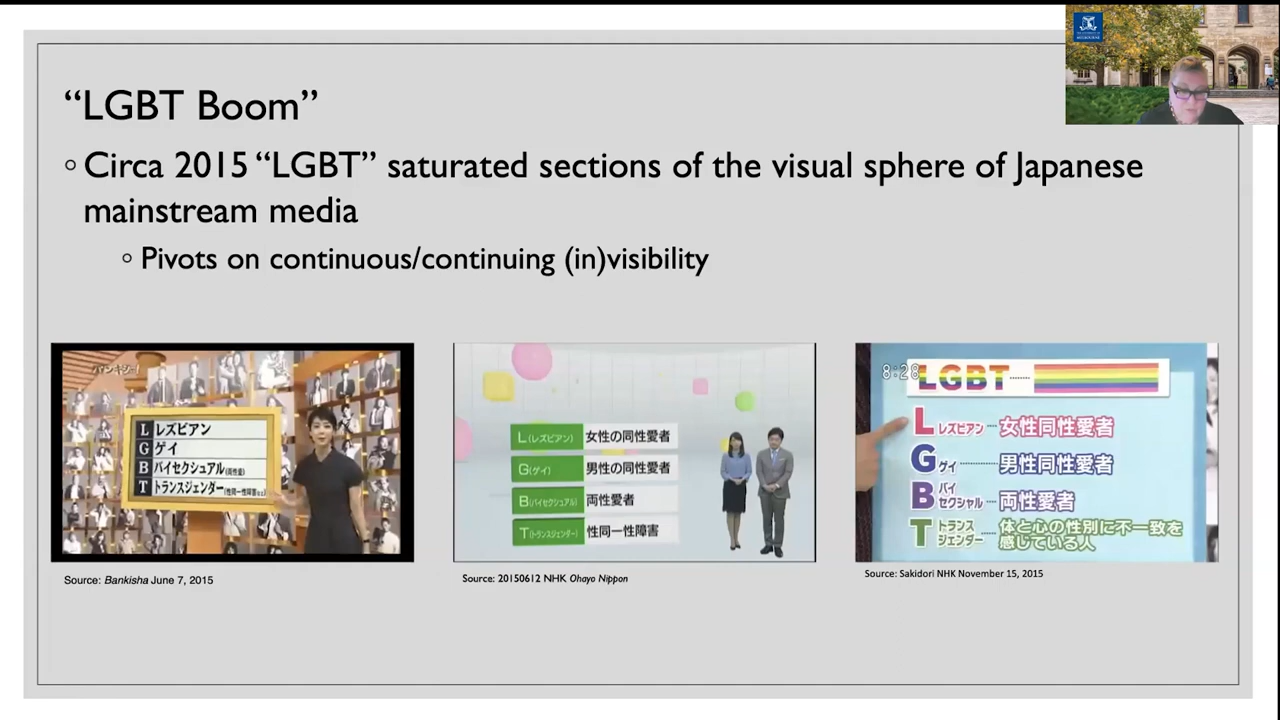 “LGBT Boom”
Circa 2015 “LGBT” saturated sections of the visual sphere of Japanese
mainstream media
Pivots on continuous/continuing (in)visibility
バンキシャ!
L レズビアン
G ゲイ
B バイセクシュアル(両性愛)
T トランスジェンダー(性同一性障害など)
Source: Bankisha June 7, 2015
L(レズビアン) 女性の同性愛者
G(ゲイ) 男性の同性愛者
B(バイセクシュアル) 両性愛者
T(トランスジェンダー) 性同一性障害
Source: 20150612 NHK Ohayo Nippon
8:28
LGBT
L レズビアン 女性同性愛者
G ゲイ 男性同性愛者
B バイ
セクシャル 両性愛者
T トランス
ジェンダー 体と心の性別に不一致を
感じている人
Source: Sakidori NHK November 15, 2015